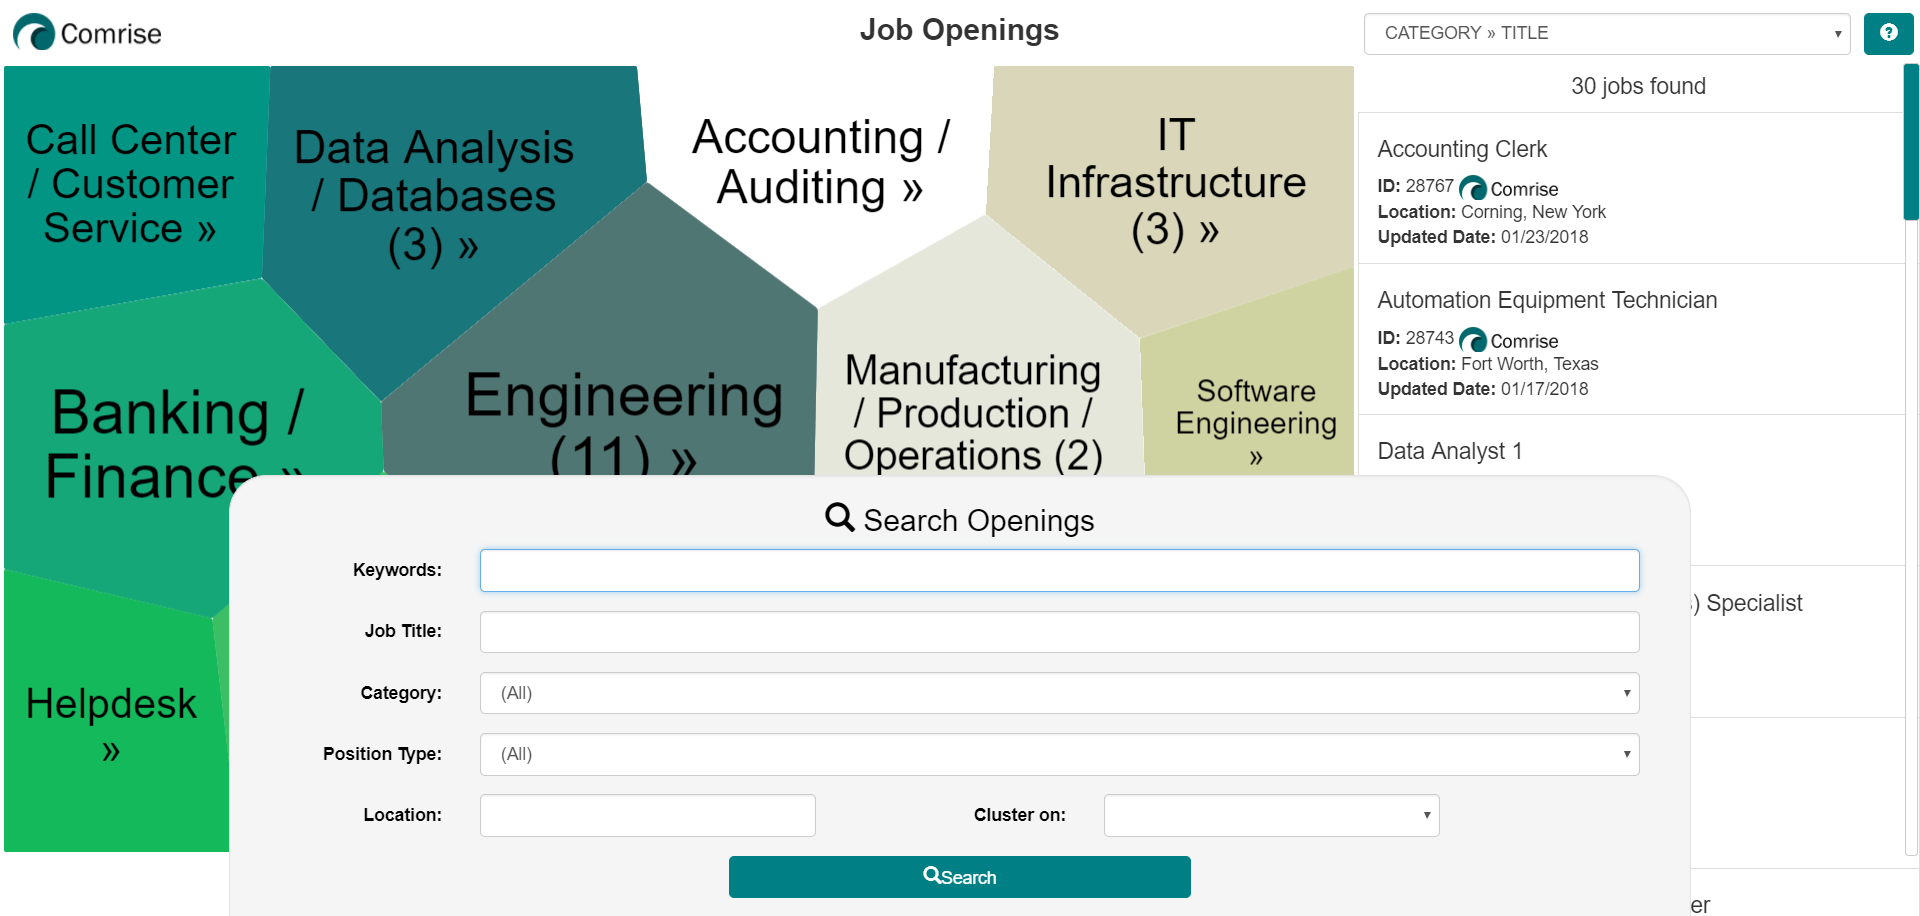 Comrise
Job Openings
CATEGORY » TITLE
Call Center
/ Customer
Service »
Data Analysis
/ Databases
(3) »
Accounting /
Auditing »
IT
Infrastructure
(3) »
Banking /
Finance »
Engineering
(11) »
Manufacturing
/ Production /
Operations (2)
Software
Engineering
»
Helpdesk
»
30 jobs found
Accounting Clerk
ID: 28767 Comrise
Location: Corning, New York
Updated Date: 01/23/2018
Automation Equipment Technician
ID: 28743 Comrise
Location: Fort Worth, Texas
Updated Date: 01/17/2018
Data Analyst 1
) Specialist
er
Search Openings
Keywords:
Job Title:
Category: (All)
Position Type: (All)
Location:
Cluster on:
Search